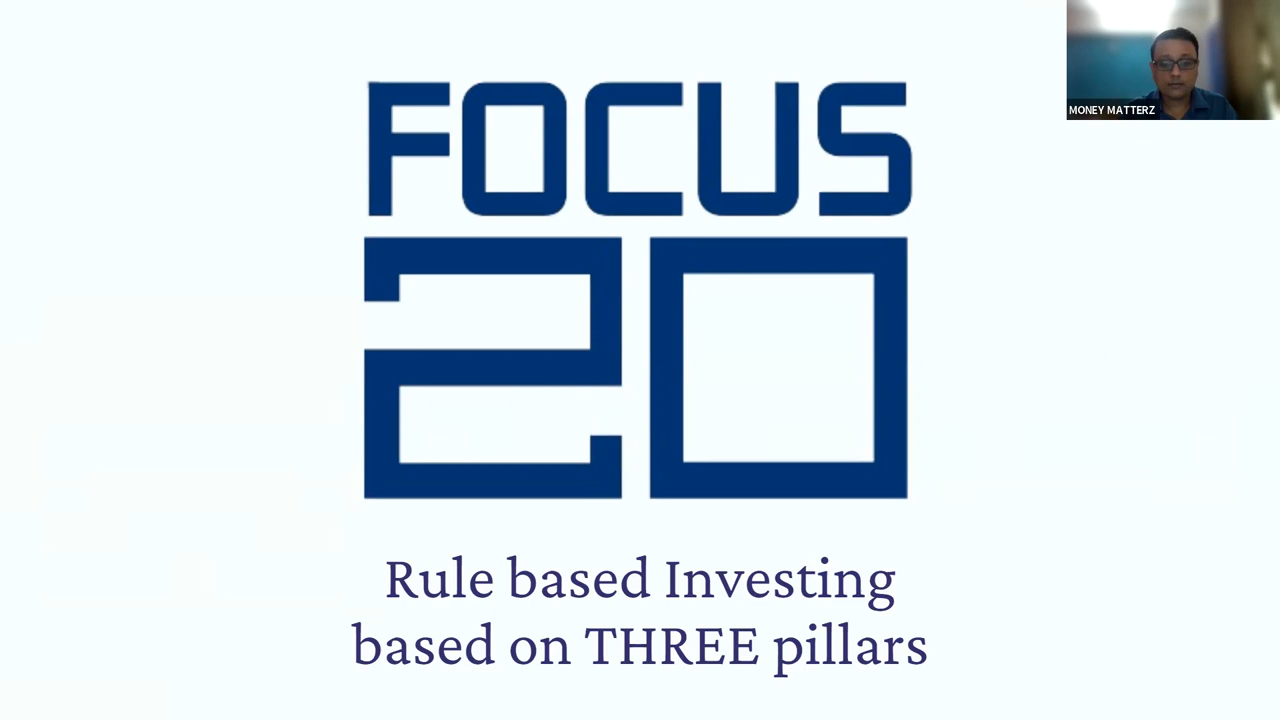 FOCUS
20
Rule based Investing
based on THREE pillars
MONEY MATTERZ